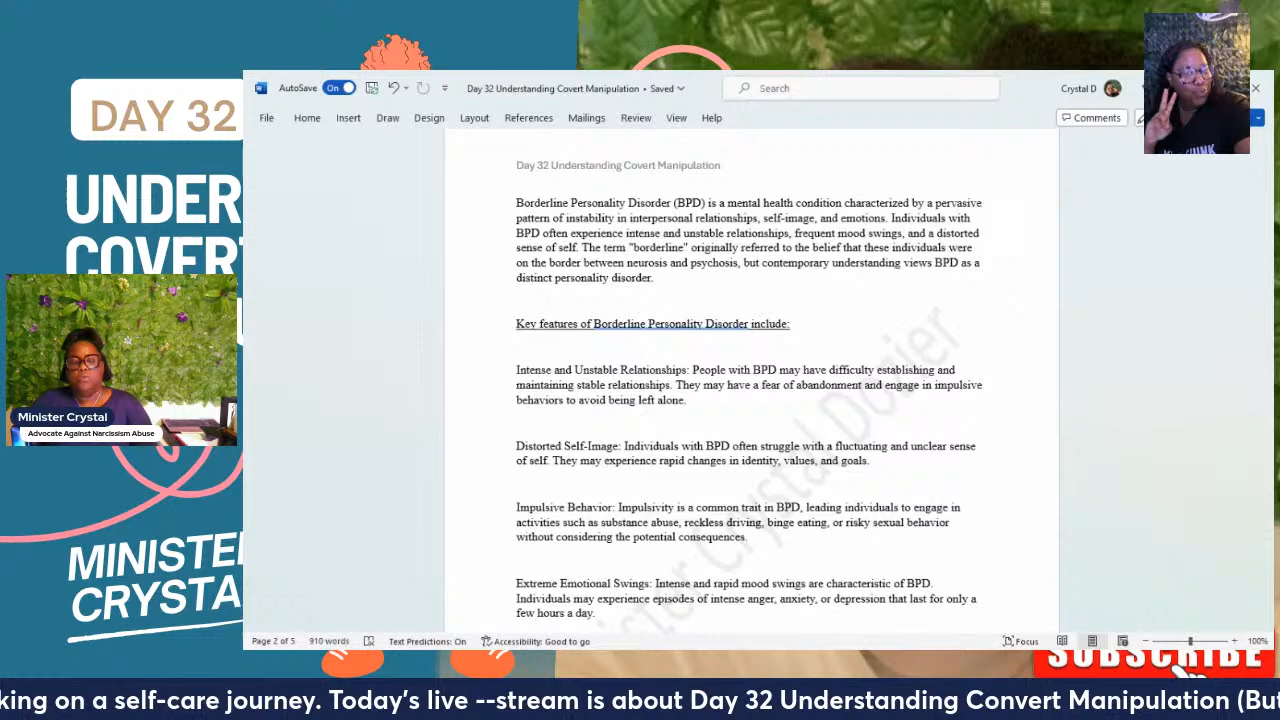 DAY 32
UNDER
COVERT
MINISTE
CRYSTA
Minister Crystal
Advocate Against Narcissism Abuse
AutoSave On
Day 32 Understanding Covert Manipulation • Saved
Search
Crystal D
File Home Insert Draw Design Layout References Mailings Review View Help
Comments
Day 32 Understanding Covert Manipulation
Borderline Personality Disorder (BPD) is a mental health condition characterized by a pervasive
pattern of instability in interpersonal relationships, self-image, and emotions. Individuals with
BPD often experience intense and unstable relationships, frequent mood swings, and a distorted
sense of self. The term "borderline" originally referred to the belief that these individuals were
on the border between neurosis and psychosis, but contemporary understanding views BPD as a
distinct personality disorder.
Key features of Borderline Personality Disorder include:
Intense and Unstable Relationships: People with BPD may have difficulty establishing and
maintaining stable relationships. They may have a fear of abandonment and engage in impulsive
behaviors to avoid being left alone.
Distorted Self-Image: Individuals with BPD often struggle with a fluctuating and unclear sense
of self. They may experience rapid changes in identity, values, and goals.
Impulsive Behavior: Impulsivity is a common trait in BPD, leading individuals to engage in
activities such as substance abuse, reckless driving, binge eating, or risky sexual behavior
without considering the potential consequences.
Extreme Emotional Swings: Intense and rapid mood swings are characteristic of BPD.
Individuals may experience episodes of intense anger, anxiety, or depression that last for only a
few hours a day.
Page 2 of 5 910 words Text Predictions: On Accessibility: Good to go Focus 100%
SUBSCRIBE
king on a self-care journey. Today's live --stream is about Day 32 Understanding Convert Manipulation (But